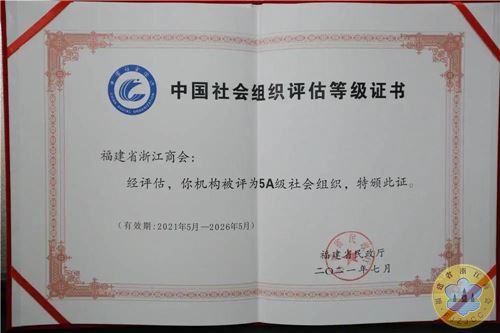 中国社会组织评估等级证书
福建省浙江商会：
经评估，你机构被评为5A级社会组织，特颁此证。
（有效期：2021年5月—2026年5月）
福建省民政厅
二〇二一年七月